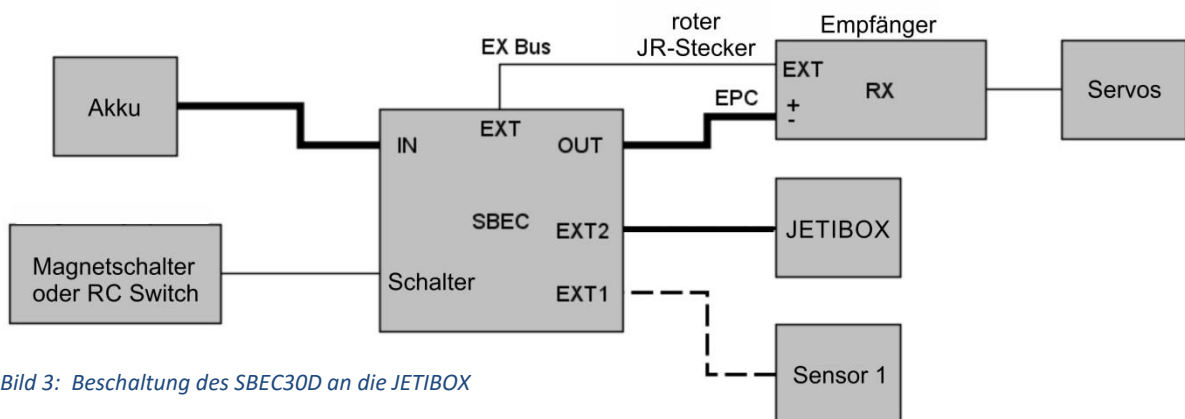 roter
JR-Stecker
Empfänger
EX Bus
EXT
RX
+
-
EPC
Servos
Akku
IN
EXT
OUT
SBEC
EXT2
JETIBOX
Magnetschalter
oder RC Switch
Schalter
EXT1
Sensor 1
Bild 3: Beschaltung des SBEC30D an die JETIBOX